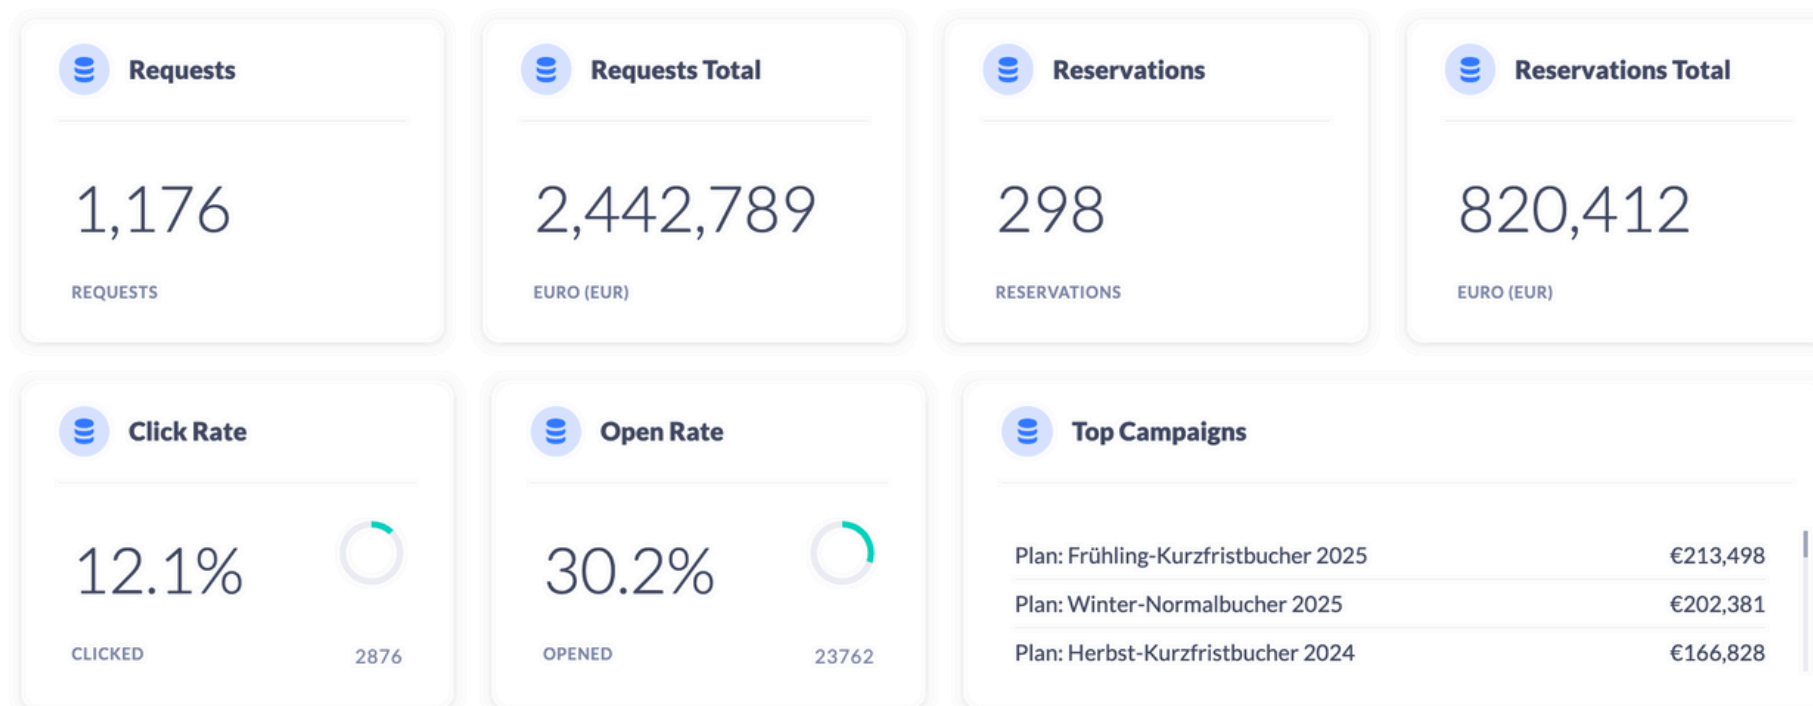 Requests
1,176
REQUESTS
Requests Total
2,442,789
EURO (EUR)
Reservations
298
RESERVATIONS
Reservations Total
820,412
EURO (EUR)
Click Rate
12.1%
CLICKED 2876
Open Rate
30.2%
OPENED 23762
Top Campaigns
Plan: Frühling-Kurzfristbucher 2025 €213,498
Plan: Winter-Normalbucher 2025 €202,381
Plan: Herbst-Kurzfristbucher 2024 €166,828